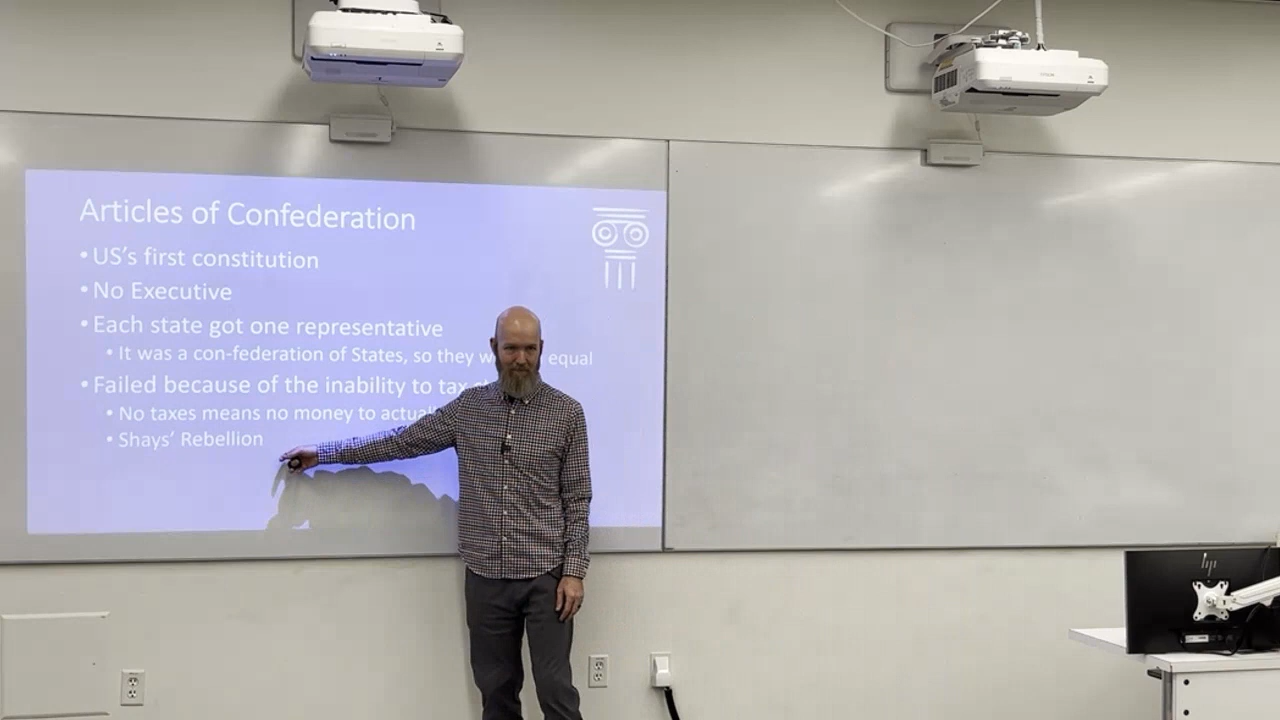 Articles of Confederation
• US's first constitution
• No Executive
• Each state got one representative
• It was a con-federation of States, so they equal
• Failed because of the inability to tax
• No taxes means no money to
• Shays' Rebellion
hp